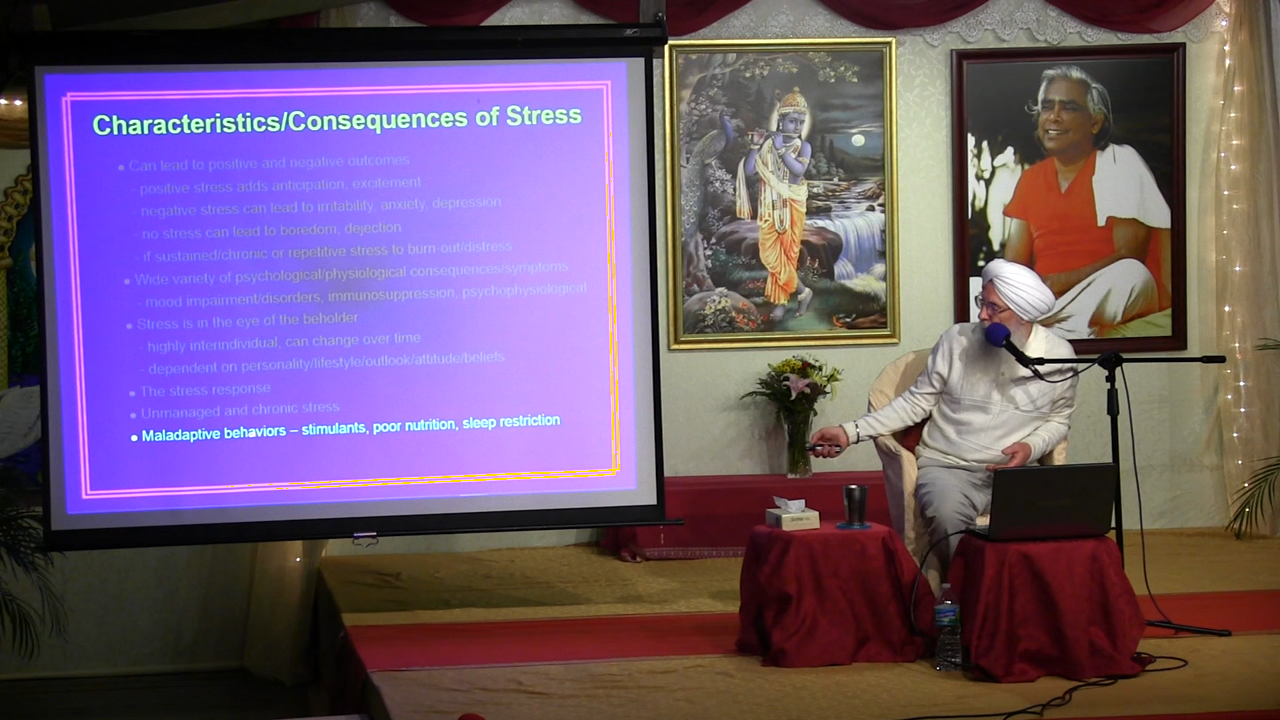 Characteristics/Consequences of Stress
• Can lead to positive and negative outcomes
- positive stress adds anticipation, excitement
- negative stress can lead to irritability, anxiety, depression
- no stress can lead to boredom, dejection
- if sustained/chronic or repetitive stress to burn-out/distress
• Wide variety of psychological/physiological consequences/symptoms
- mood impairment/disorders, immunosuppression, psychophysiological
• Stress is in the eye of the beholder
- highly interindividual, can change over time
- dependent on personality/lifestyle/outlook/attitude/beliefs
• The stress response
• Unmanaged and chronic stress
• Maladaptive behaviors – stimulants, poor nutrition, sleep restriction